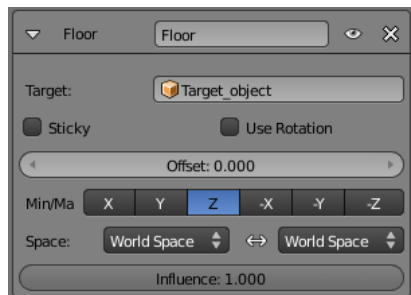 Floor Floor
Target: Target_object
Sticky Use Rotation
Offset: 0.000
Min/Ma X Y Z -X -Y -Z
Space: World Space World Space
Influence: 1.000